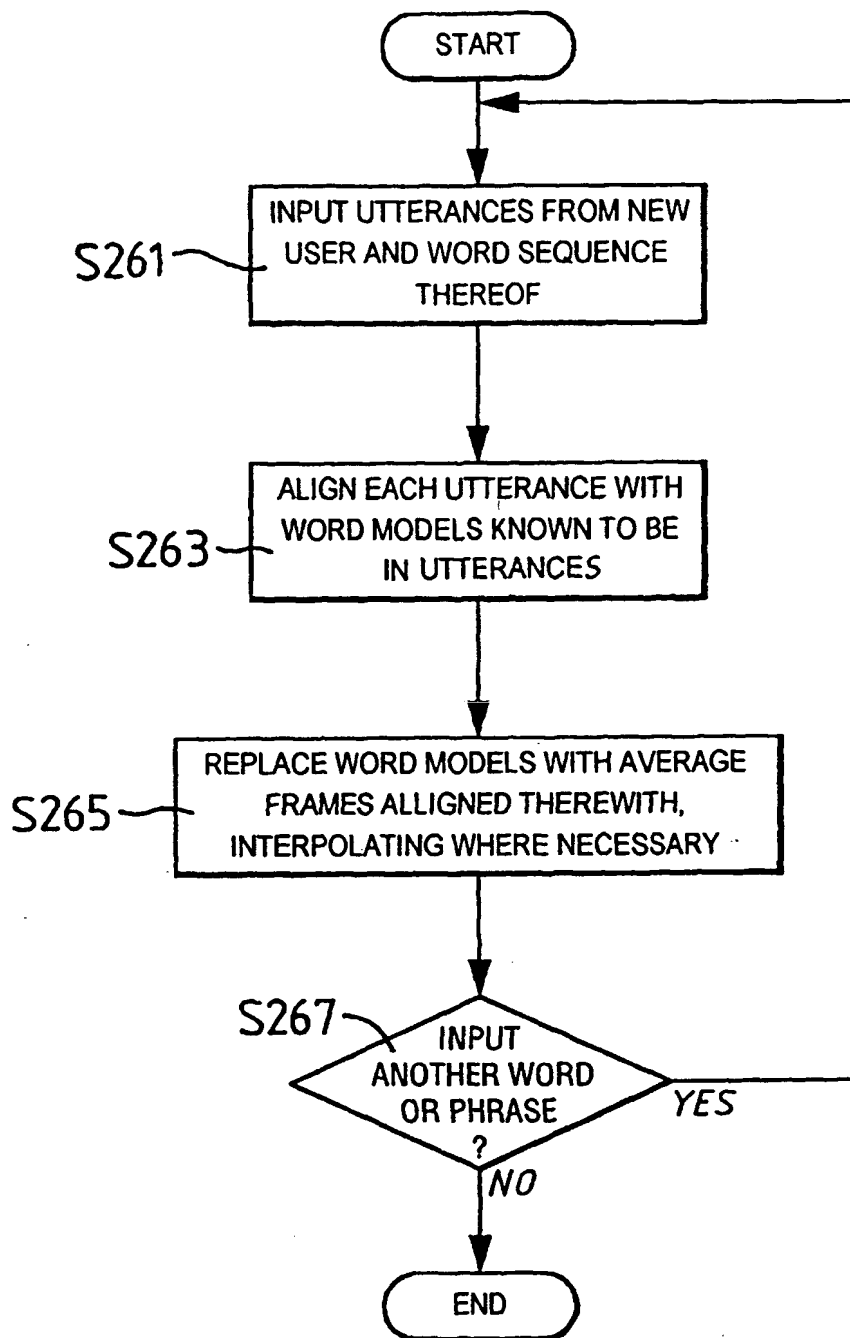 START
INPUT UTTERANCES FROM NEW
USER AND WORD SEQUENCE
THEREOF
S261
ALIGN EACH UTTERANCE WITH
WORD MODELS KNOWN TO BE
IN UTTERANCES
S263
REPLACE WORD MODELS WITH AVERAGE
FRAMES ALLIGNED THEREWITH,
INTERPOLATING WHERE NECESSARY
S265
S267
INPUT
ANOTHER WORD
OR PHRASE
?
YES
NO
END